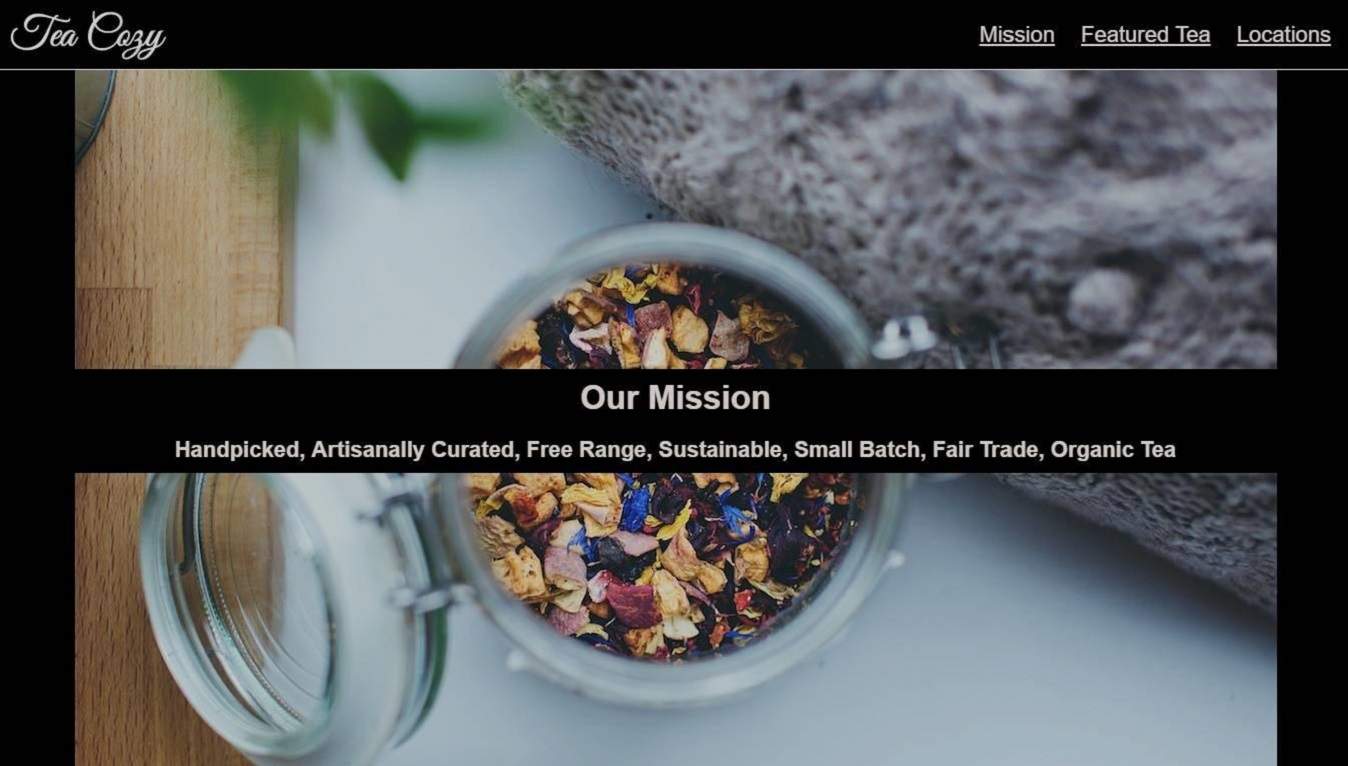 Tea Cozy
Mission Featured Tea Locations
Our Mission
Handpicked, Artisanally Curated, Free Range, Sustainable, Small Batch, Fair Trade, Organic Tea